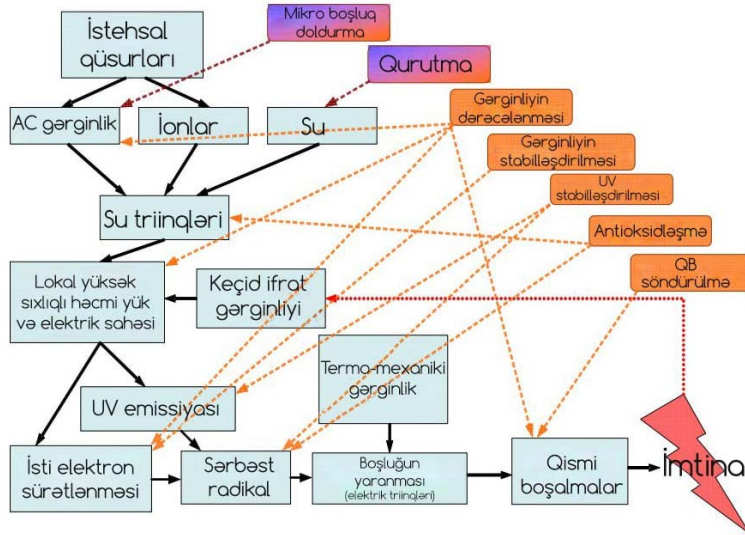 İstehsal
qüsurları
Mikro boşluq
doldurma
Qurutma
AC gərginlik
İonlar
Su
Gərginliyin
dərəcələnməsi
Gərginliyin
stabilləşdirilməsi
UV
stabilləşdirilməsi
Antioksidləşmə
QB
söndürülmə
Su triinqləri
Lokal yüksək
sıxlıqlı həcmi yük
və elektrik sahəsi
Keçid ifrat
gərginliyi
Termo-mexaniki
gərginlik
UV emissiyası
İsti elektron
sürətlənməsi
Sərbəst
radikal
Boşluğun
yaranması
(elektrik triinqləri)
Qismi
boşalmalar
İmtina